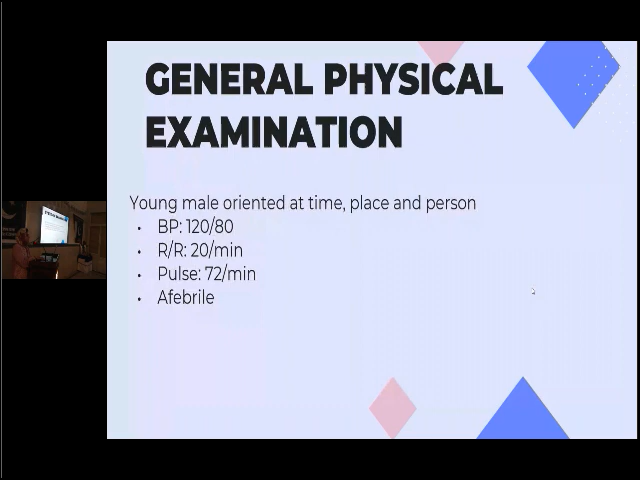 GENERAL PHYSICAL
EXAMINATION
Young male oriented at time, place and person
• BP: 120/80
• R/R: 20/min
• Pulse: 72/min
• Afebrile